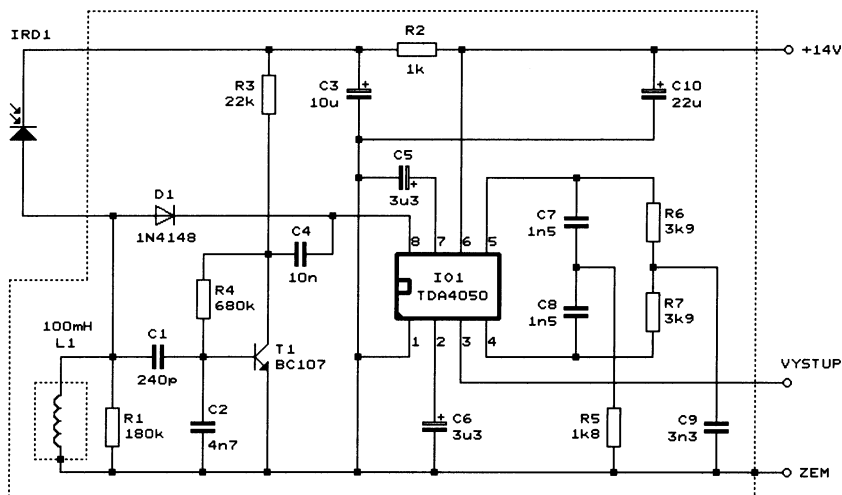 IRD1
R2
1k
+14V
R3
22k
C3
10u
C10
22u
C5
3u3
D1
1N4148
C4
10n
8 7 6 5
C7
1n5
R6
3k9
IO1
TDA4050
R4
680k
C8
1n5
R7
3k9
100mH
L1
C1
240p
T1
BC107
1 2 3 4
VYSTUP
R1
180k
C2
4n7
C6
3u3
R5
1k8
C9
3n3
ZEM